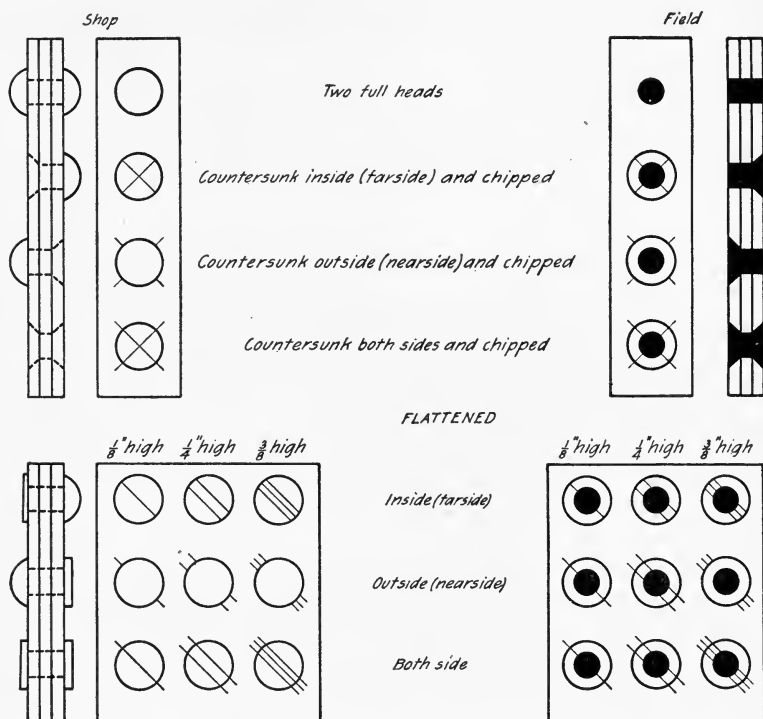 Shop
Field
Two full heads
Countersunk inside (farside) and chipped
Countersunk outside (nearside) and chipped
Countersunk both sides and chipped
FLATTENED
1/8" high 1/4" high 3/8 high
1/8" high 1/4" high 3/8" high
Inside (farside)
Outside (nearside)
Both side